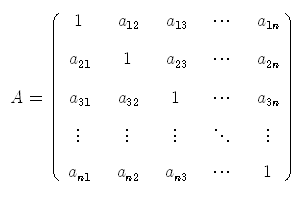 1 a₁₂ a₁₃ ⋯ a₁ₙ
a₂₁ 1 a₂₃ ⋯ a₂ₙ
A = a₃₁ a₃₂ 1 ⋯ a₃ₙ
⋮ ⋮ ⋮ ⋱ ⋮
aₙ₁ aₙ₂ aₙ₃ ⋯ 1